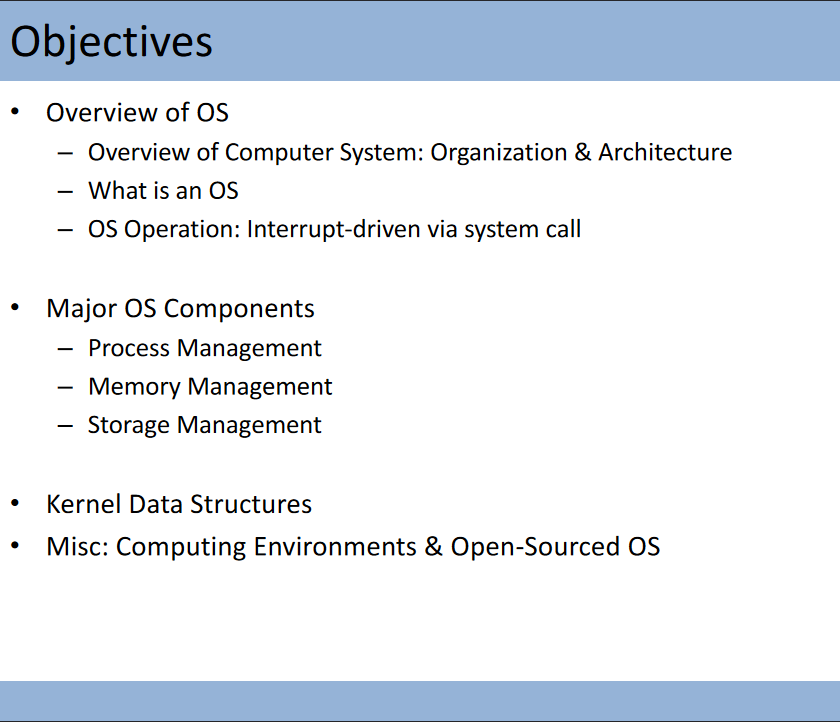 Objectives
• Overview of OS
– Overview of Computer System: Organization & Architecture
– What is an OS
– OS Operation: Interrupt-driven via system call
• Major OS Components
– Process Management
– Memory Management
– Storage Management
• Kernel Data Structures
• Misc: Computing Environments & Open-Sourced OS